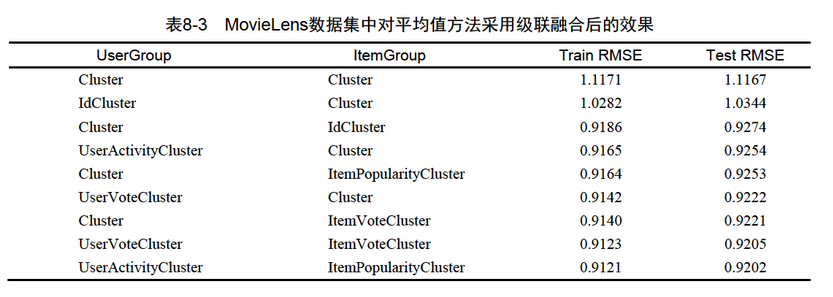 表8-3 MovieLens数据集中对平均值方法采用级联融合后的效果
UserGroup ItemGroup Train RMSE Test RMSE
Cluster Cluster 1.1171 1.1167
IdCluster Cluster 1.0282 1.0344
Cluster IdCluster 0.9186 0.9274
UserActivityCluster Cluster 0.9165 0.9254
Cluster ItemPopularityCluster 0.9164 0.9253
UserVoteCluster Cluster 0.9142 0.9222
Cluster ItemVoteCluster 0.9140 0.9221
UserVoteCluster ItemVoteCluster 0.9123 0.9205
UserActivityCluster ItemPopularityCluster 0.9121 0.9202